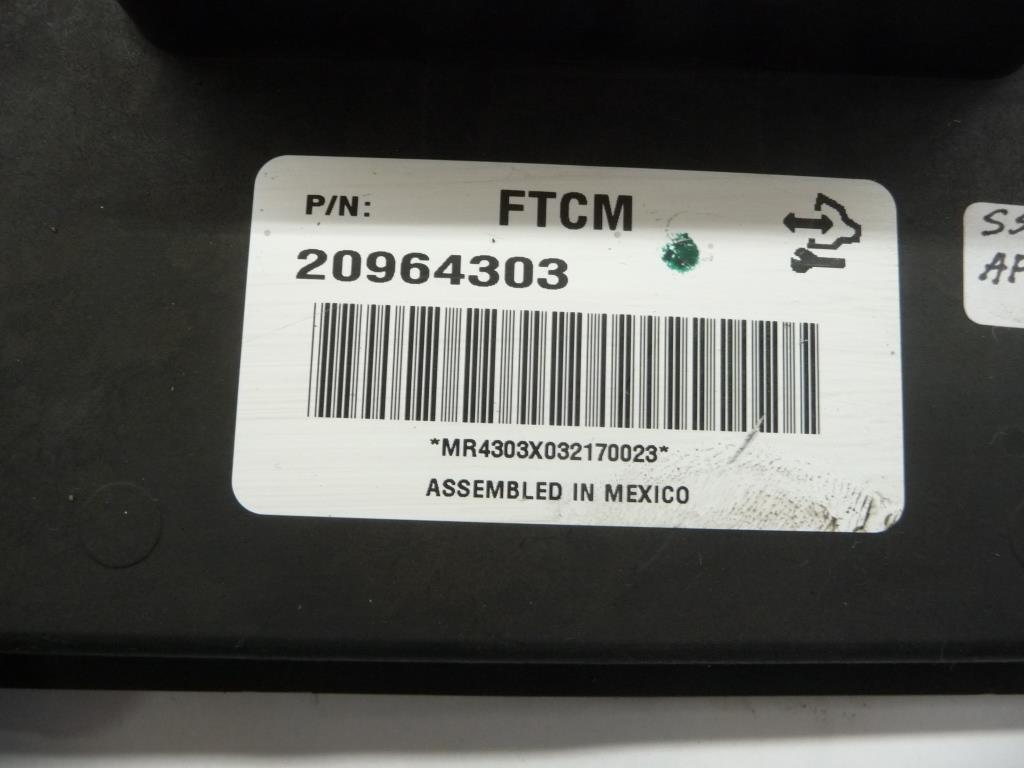 P/N: FTCM
20964303
*MR4303X032170023*
ASSEMBLED IN MEXICO